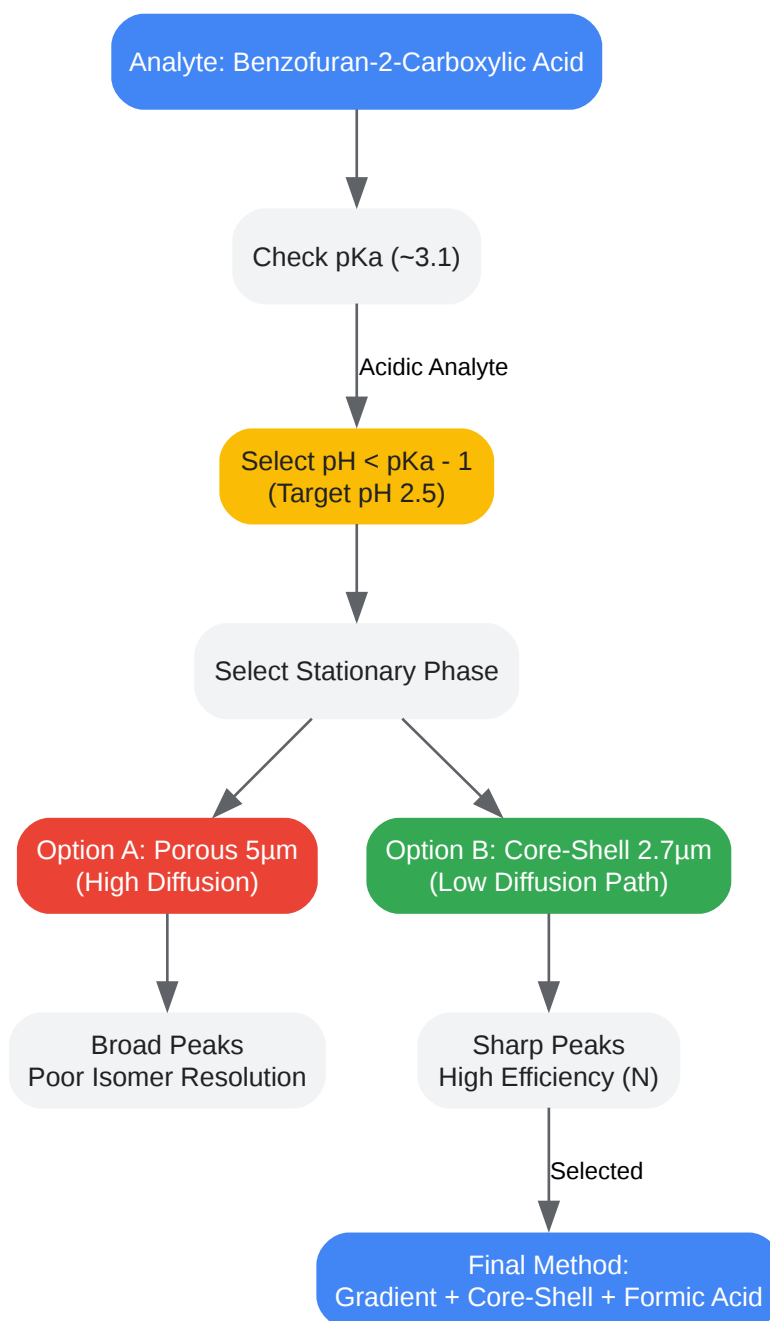 Analyte: Benzofuran-2-Carboxylic Acid
Check pKa (~3.1)
Acidic Analyte
Select pH < pKa - 1
(Target pH 2.5)
Select Stationary Phase
Option A: Porous 5µm
(High Diffusion)
Option B: Core-Shell 2.7µm
(Low Diffusion Path)
Broad Peaks
Poor Isomer Resolution
Sharp Peaks
High Efficiency (N)
Selected
Final Method:
Gradient + Core-Shell + Formic Acid